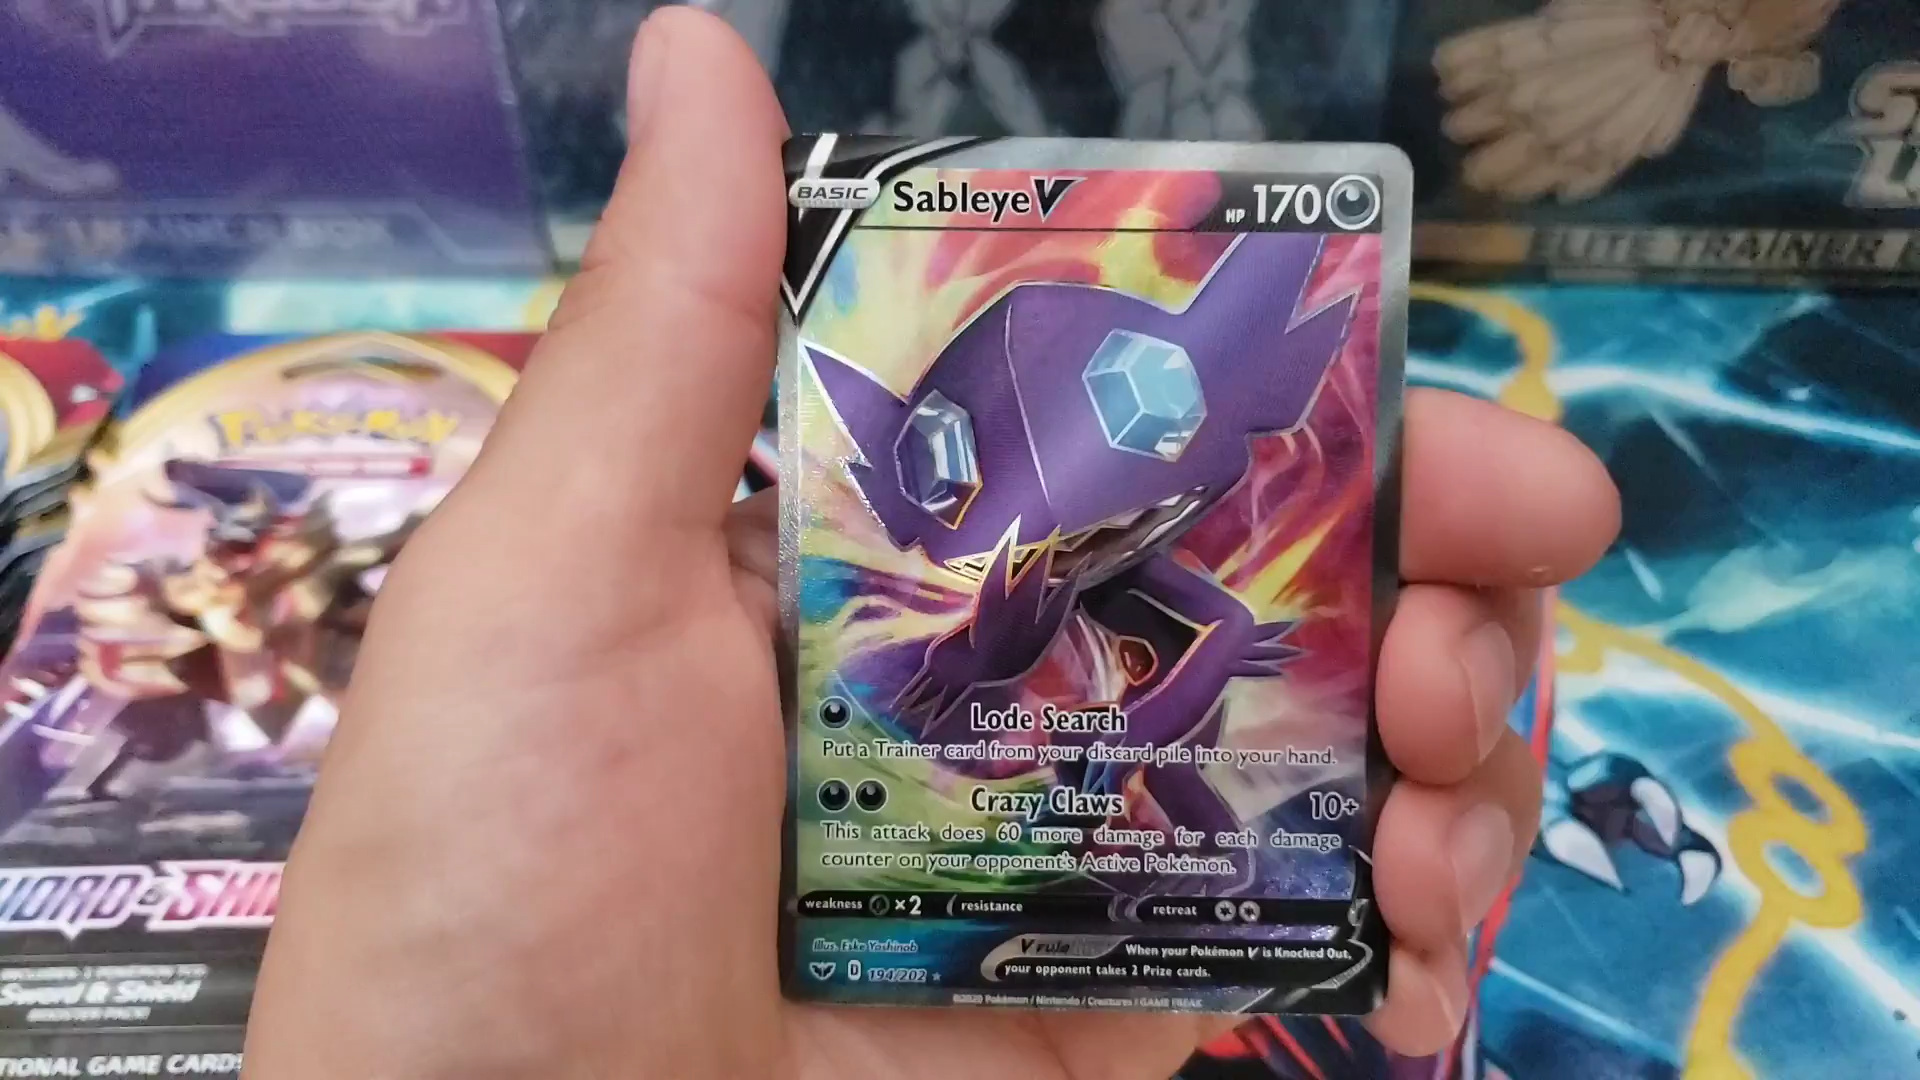 BASIC
Sableye V
HP 170
Lode Search
Put a Trainer card from your discard pile into your hand.
Crazy Claws 10+
This attack does 60 more damage for each damage
counter on your opponent's Active Pokémon.
weakness ×2 resistance retreat
Illus. Eske Yoshinob
V rule When your Pokémon V is Knocked Out,
your opponent takes 2 Prize cards.
D 194/202
©2020 Pokémon / Nintendo / Creatures / GAME FREAK
ELITE TRAINER
POKéMON
WORD & SHI
Sword & Shield
TIONAL GAME CARDS